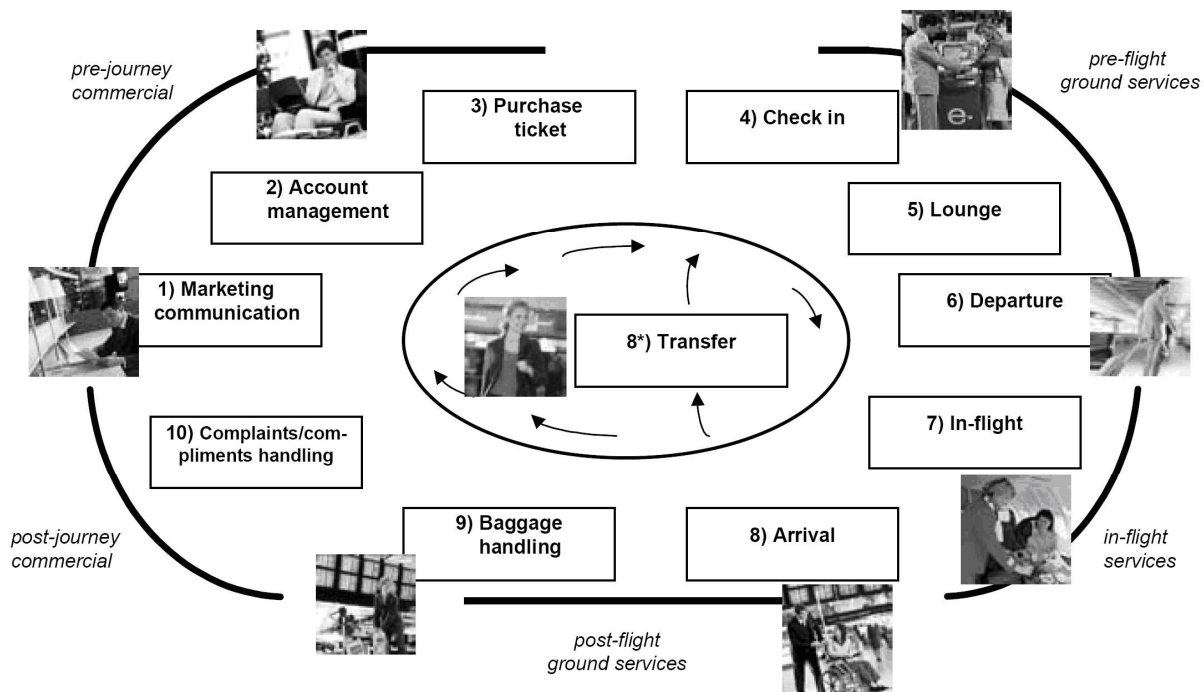 pre-journey
commercial
3) Purchase
ticket
4) Check in
pre-flight
ground services
e-
2) Account
management
5) Lounge
1) Marketing
communication
6) Departure
8*) Transfer
10) Complaints/com-
pliments handling
7) In-flight
9) Baggage
handling
8) Arrival
post-journey
commercial
in-flight
services
post-flight
ground services